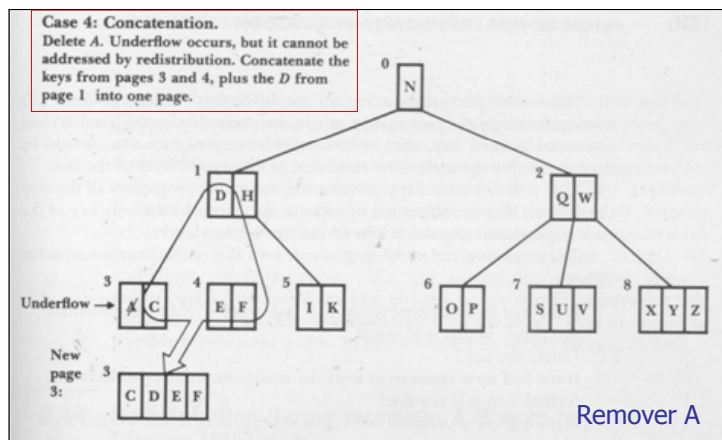 Case 4: Concatenation.
Delete A. Underflow occurs, but it cannot be
addressed by redistribution. Concatenate the
keys from pages 3 and 4, plus the D from
page 1 into one page.
0
N
1
D H
2
Q W
3
A C
4
E F
5
I K
6
O P
7
S U V
8
X Y Z
Underflow
New
page
3:
3
C D E F
Remover A